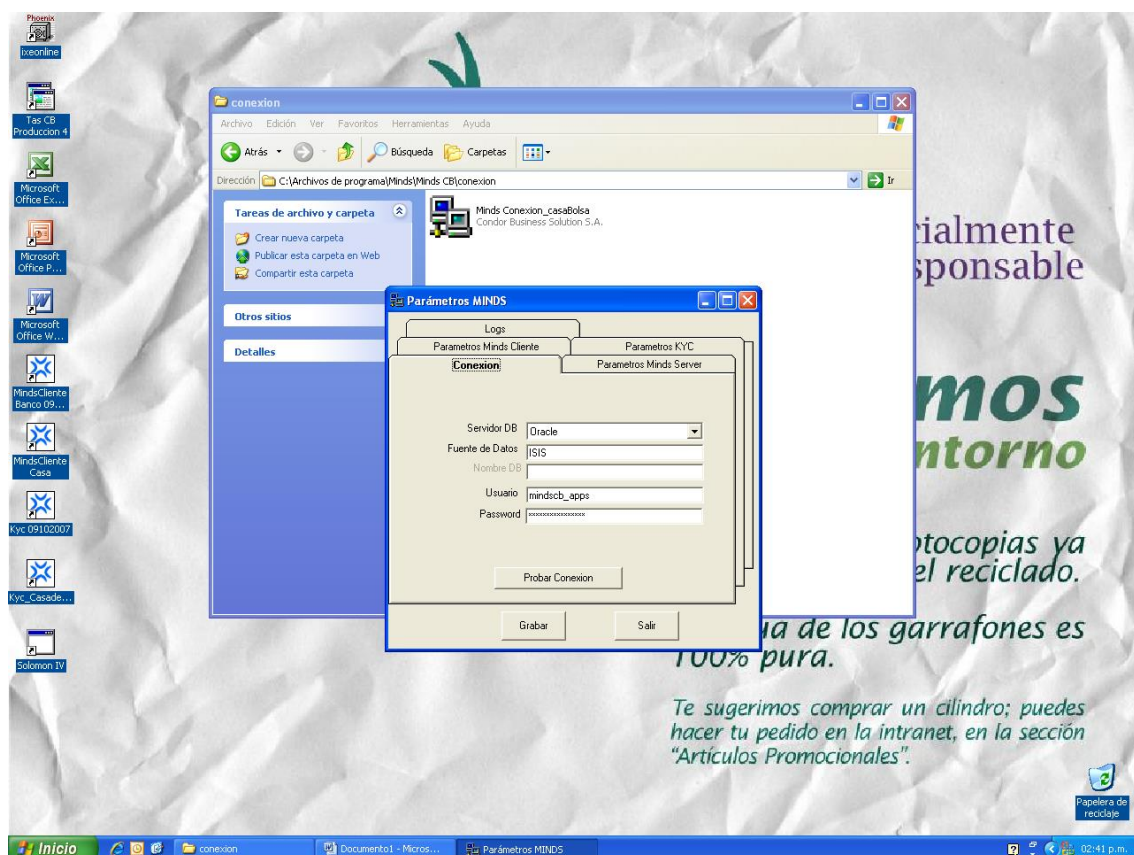 Phoenix
ixeonline
Tas CB
Produccion 4
Microsoft
Office Ex...
Microsoft
Office P...
Microsoft
Office W...
MindsCliente
Banco 09...
MindsCliente
Casa
Kyc 09102007
Kyc_Casade...
Solomon IV
conexion
Archivo Edición Ver Favoritos Herramientas Ayuda
Atrás Búsqueda Carpetas
Dirección C:\Archivos de programa\Minds\Minds CB\conexion Ir
Tareas de archivo y carpeta
Crear nueva carpeta
Publicar esta carpeta en Web
Compartir esta carpeta
Otros sitios
Detalles
Minds Conexion_casaBolsa
Condor Business Solution S.A.
Parámetros MINDS
Logs
Parametros Minds Cliente Parametros KYC
Conexion Parametros Minds Server
Servidor DB Oracle
Fuente de Datos ISIS
Nombre DB
Usuario mindscb_apps
Password xxxxxxxxxxxxxxx
Probar Conexion
Grabar Salir
cialmente
sponsable
mos
ntorno
otocopias ya
el reciclado.
ua de los garrafones es
100% pura.
Te sugerimos comprar un cilindro; puedes
hacer tu pedido en la intranet, en la sección
"Artículos Promocionales".
Papelera de
reciclaje
Inicio conexion Documento1 - Micros... Parámetros MINDS 02:41 p.m.